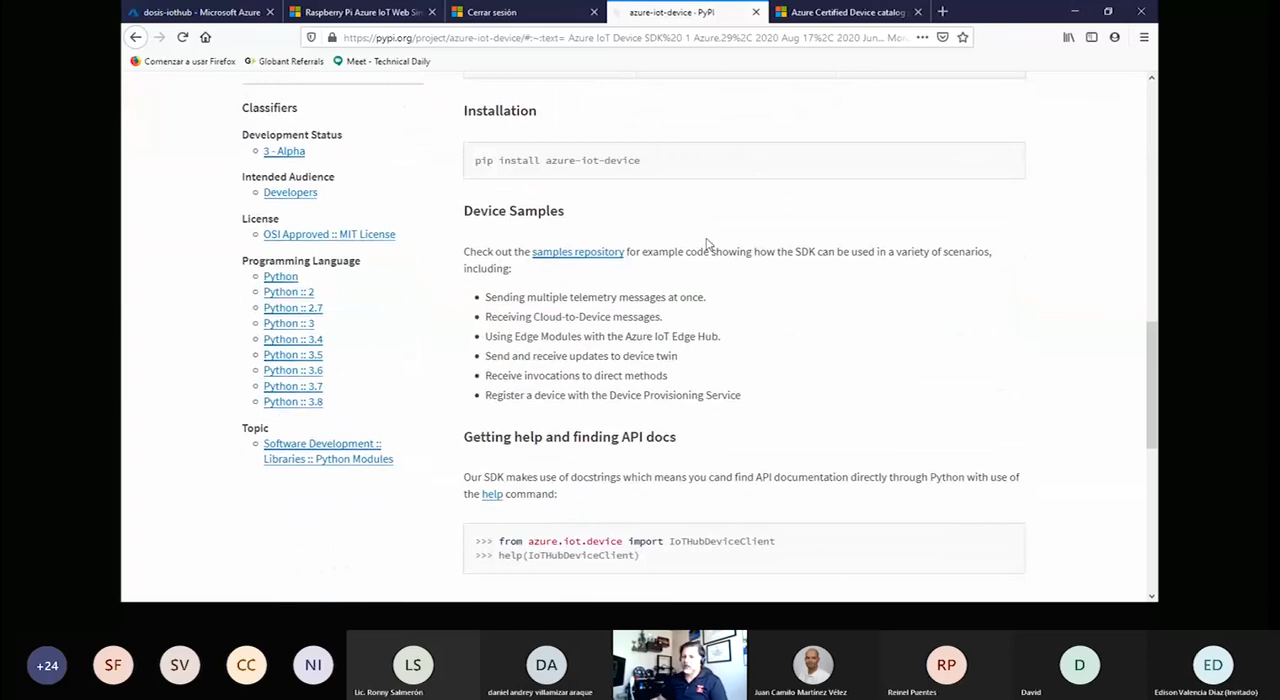 dosis-iothub - Microsoft Azure
Raspberry Pi Azure IoT Web Sim
Cerrar sesión
azure-iot-device · PyPI
Azure Certified Device catalog
https://pypi.org/project/azure-iot-device/#:~:text= Azure IoT Device SDK%20 1 Azure,29%2C 2020 Aug 17%2C 2020 Jun... Mor
Comenzar a usar Firefox
Globant Referrals
Meet - Technical Daily
Classifiers
Development Status
3 - Alpha
Intended Audience
Developers
License
OSI Approved :: MIT License
Programming Language
Python
Python :: 2
Python :: 2.7
Python :: 3
Python :: 3.4
Python :: 3.5
Python :: 3.6
Python :: 3.7
Python :: 3.8
Topic
Software Development ::
Libraries :: Python Modules
Installation
pip install azure-iot-device
Device Samples
Check out the samples repository for example code showing how the SDK can be used in a variety of scenarios,
including:
Sending multiple telemetry messages at once.
Receiving Cloud-to-Device messages.
Using Edge Modules with the Azure IoT Edge Hub.
Send and receive updates to device twin
Receive invocations to direct methods
Register a device with the Device Provisioning Service
Getting help and finding API docs
Our SDK makes use of docstrings which means you cand find API documentation directly through Python with use of
the help command:
>>> from azure.iot.device import IoTHubDeviceClient
>>> help(IoTHubDeviceClient)
+24
SF
SV
CC
NI
LS
Lic. Ronny Salmerón
DA
daniel andrey villamizar araque
Juan Camilo Martínez Vélez
RP
Reinel Puentes
D
David
ED
Edison Valencia Díaz (Invitado)